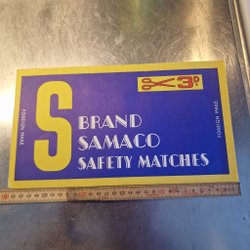 3D.
S
BRAND
SAMACO
SAFETY MATCHES
FOREIGN MAKE
FOREIGN MAKE